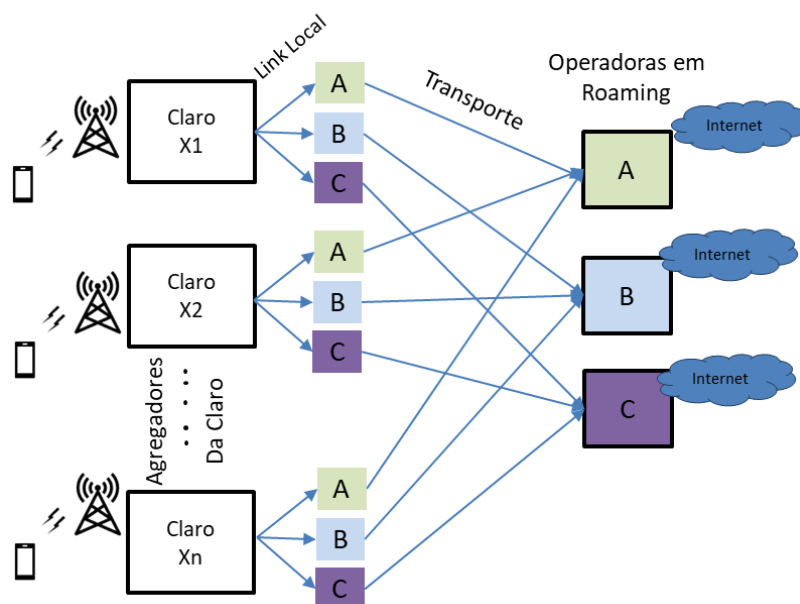 Link Local
Transporte
Operadoras em
Roaming
Claro
X1
A
B
C
A
Internet
Claro
X2
A
B
C
B
Internet
Agregadores
Da Claro
C
Internet
Claro
Xn
A
B
C